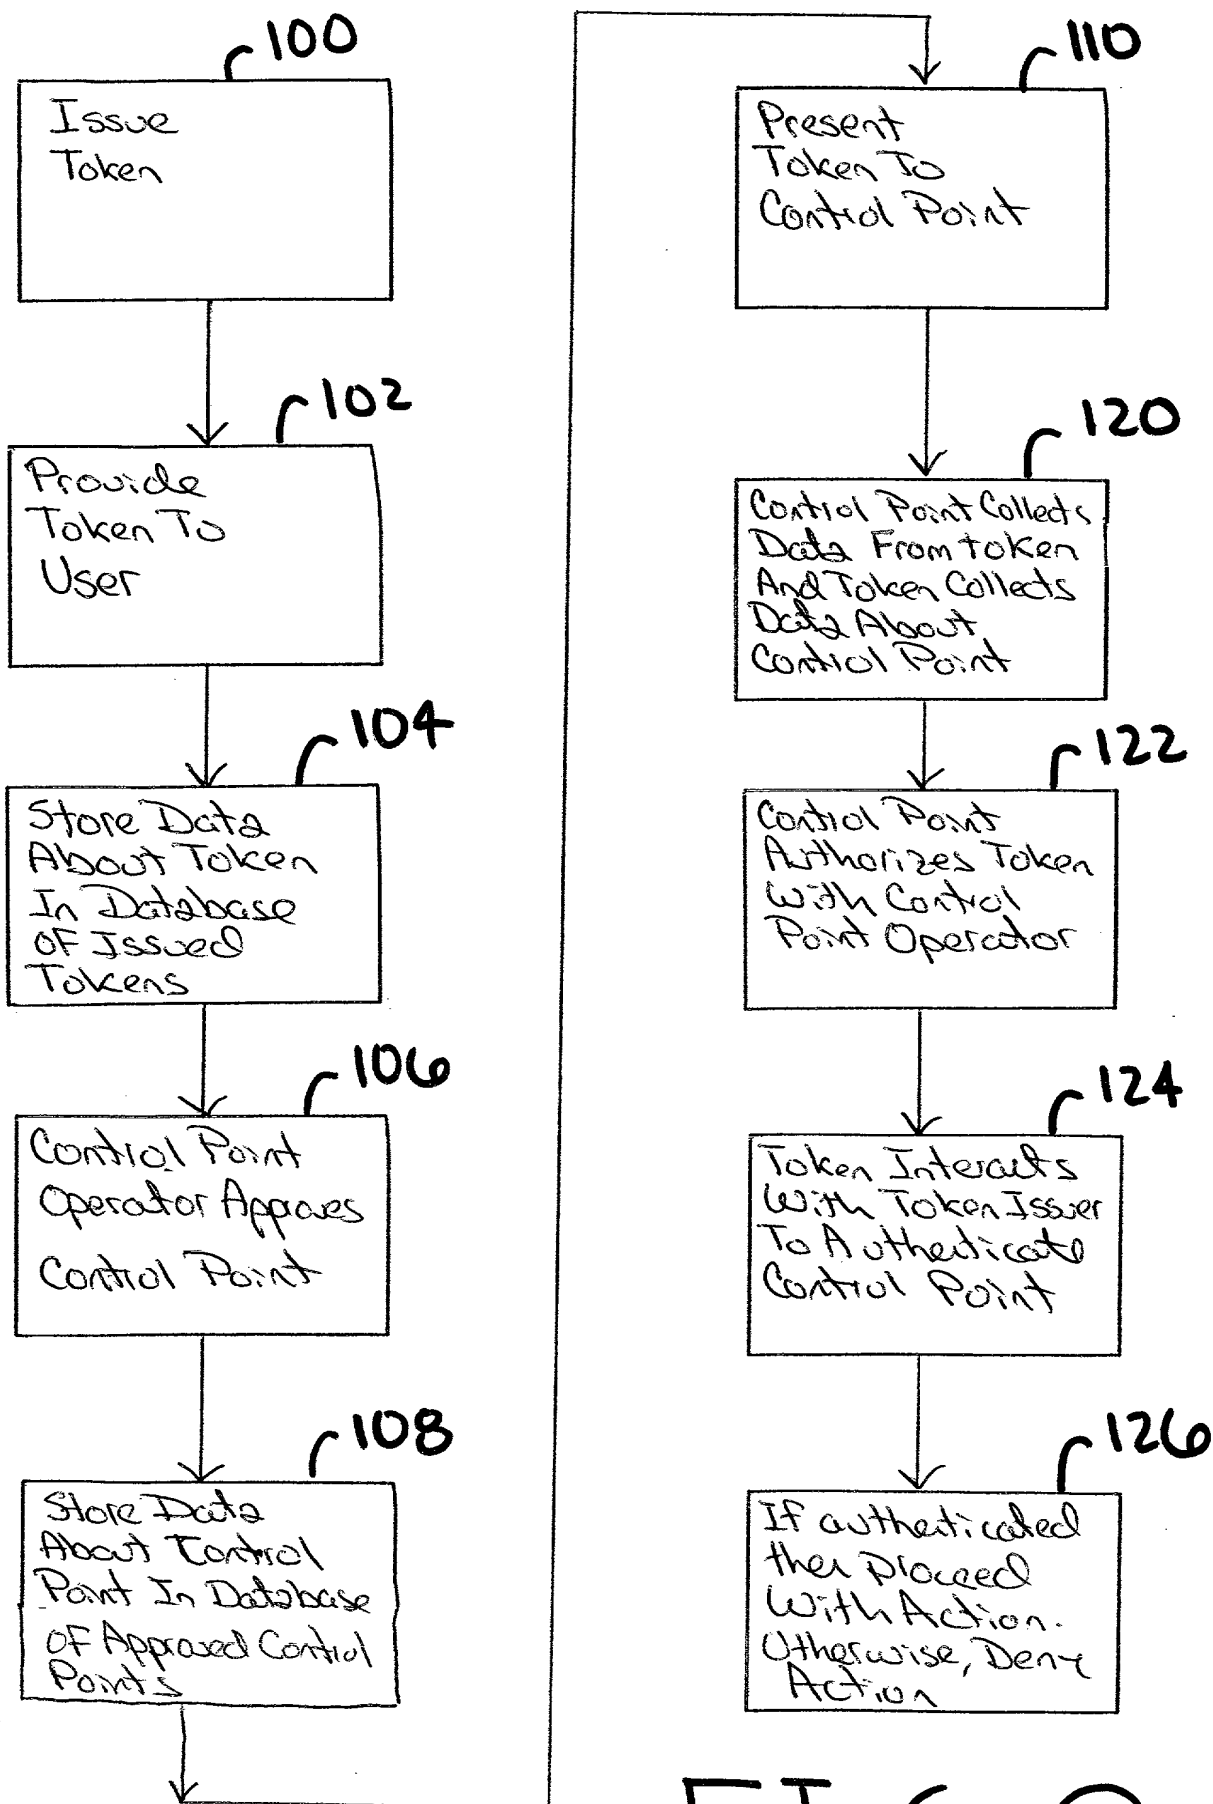 100
Issue
Token
102
Provide
Token To
User
104
Store Data
About Token
In Database
OF Issued
Tokens
106
Control Point
Operator Approves
Control Point
108
Store Data
About Control
Point In Database
OF Approved Control
Points
110
Present
Token To
Control Point
120
Control Point Collects
Data From token
And Token Collects
Data About
Control Point
122
Control Point
Authorizes Token
With Control
Point Operator
124
Token Interacts
With Token Issuer
To Authenticate
Control Point
126
If authenticated
then proceed
With Action.
Otherwise, Deny
Action